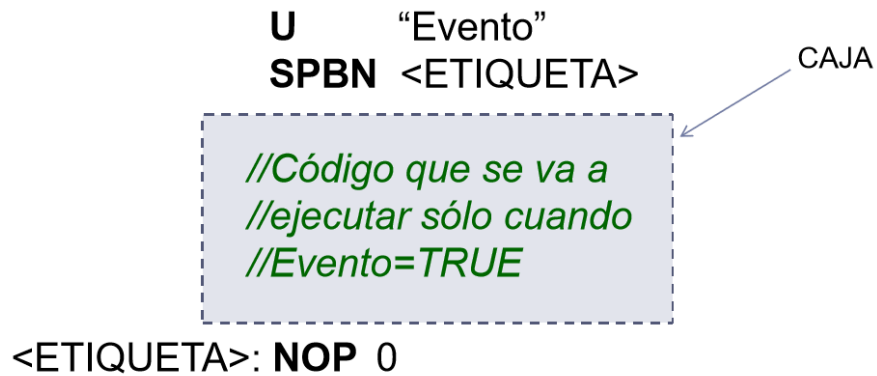 U “Evento”
SPBN <ETIQUETA>
CAJA
//Código que se va a
//ejecutar sólo cuando
//Evento=TRUE
<ETIQUETA>: NOP 0